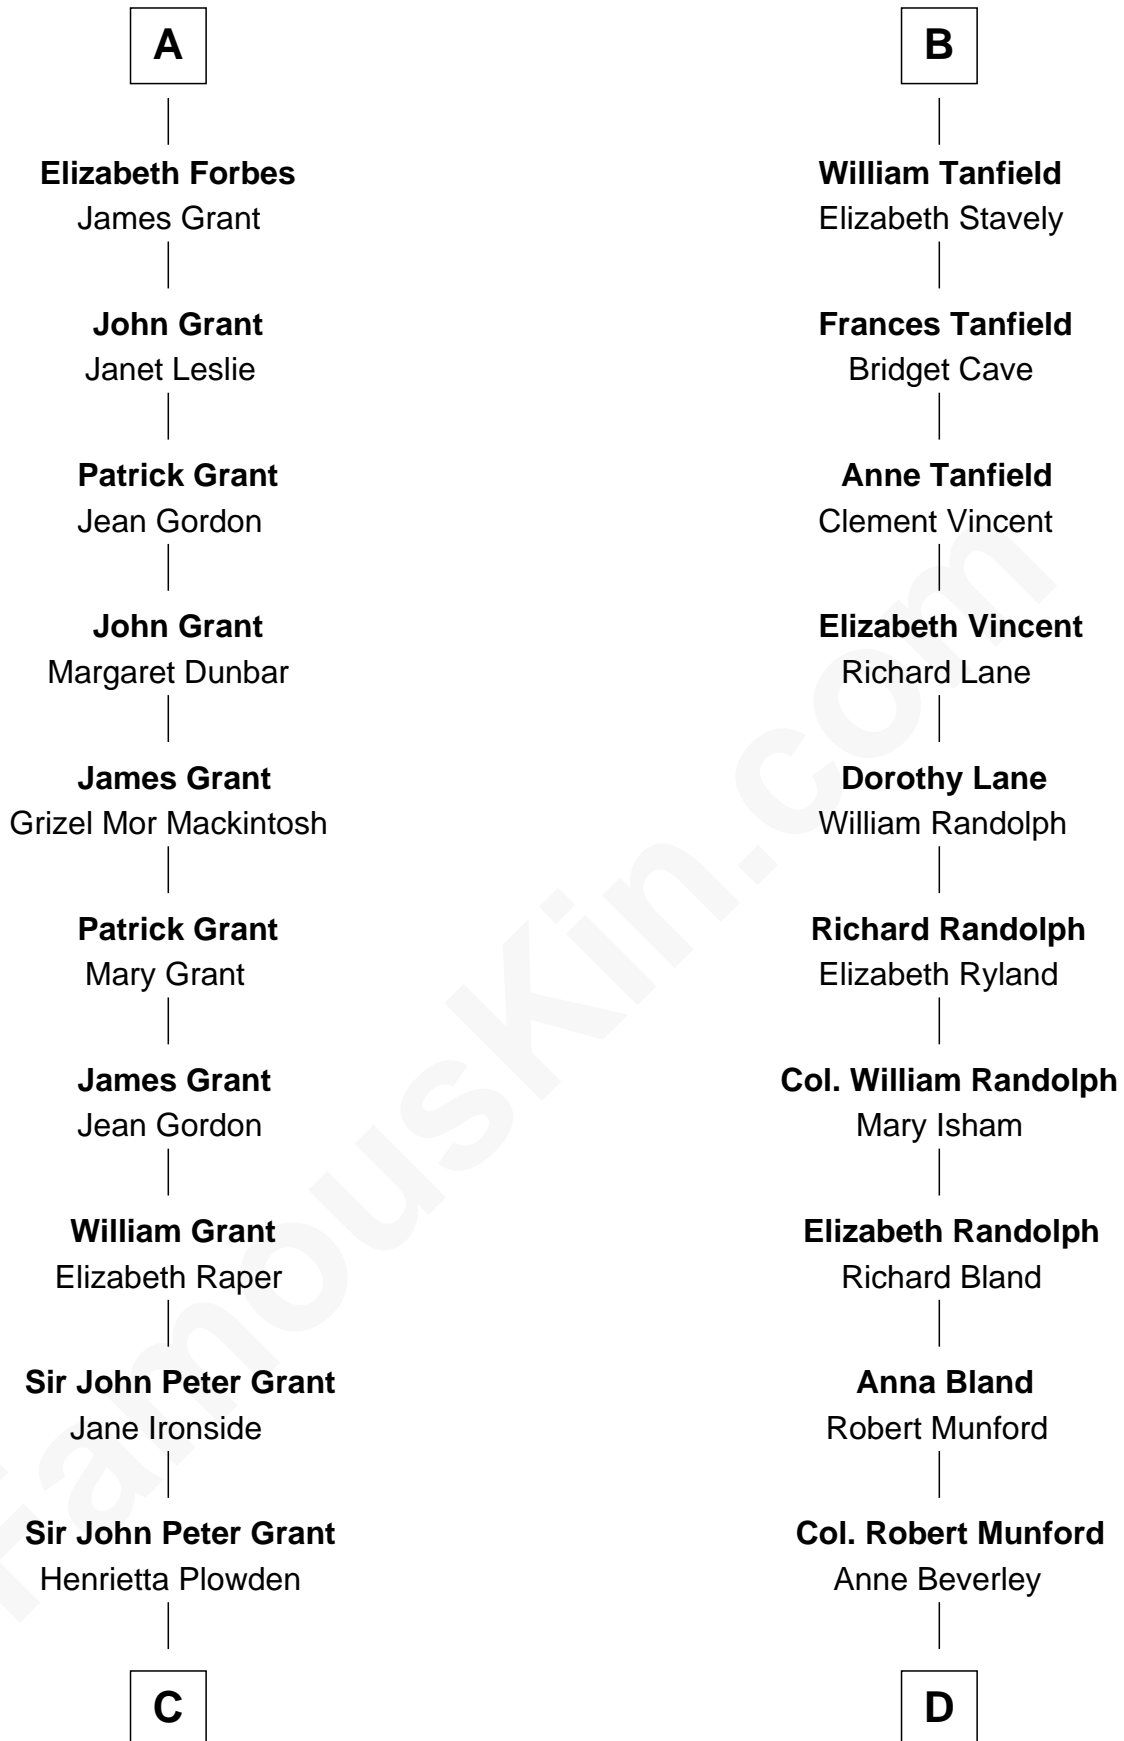 A
Elizabeth Forbes
James Grant
John Grant
Janet Leslie
Patrick Grant
Jean Gordon
John Grant
Margaret Dunbar
James Grant
Grizel Mor Mackintosh
Patrick Grant
Mary Grant
James Grant
Jean Gordon
William Grant
Elizabeth Raper
Sir John Peter Grant
Jane Ironside
Sir John Peter Grant
Henrietta Plowden
C
B
William Tanfield
Elizabeth Stavely
Frances Tanfield
Bridget Cave
Anne Tanfield
Clement Vincent
Elizabeth Vincent
Richard Lane
Dorothy Lane
William Randolph
Richard Randolph
Elizabeth Ryland
Col. William Randolph
Mary Isham
Elizabeth Randolph
Richard Bland
Anna Bland
Robert Munford
Col. Robert Munford
Anne Beverley
D
FamousKin.com